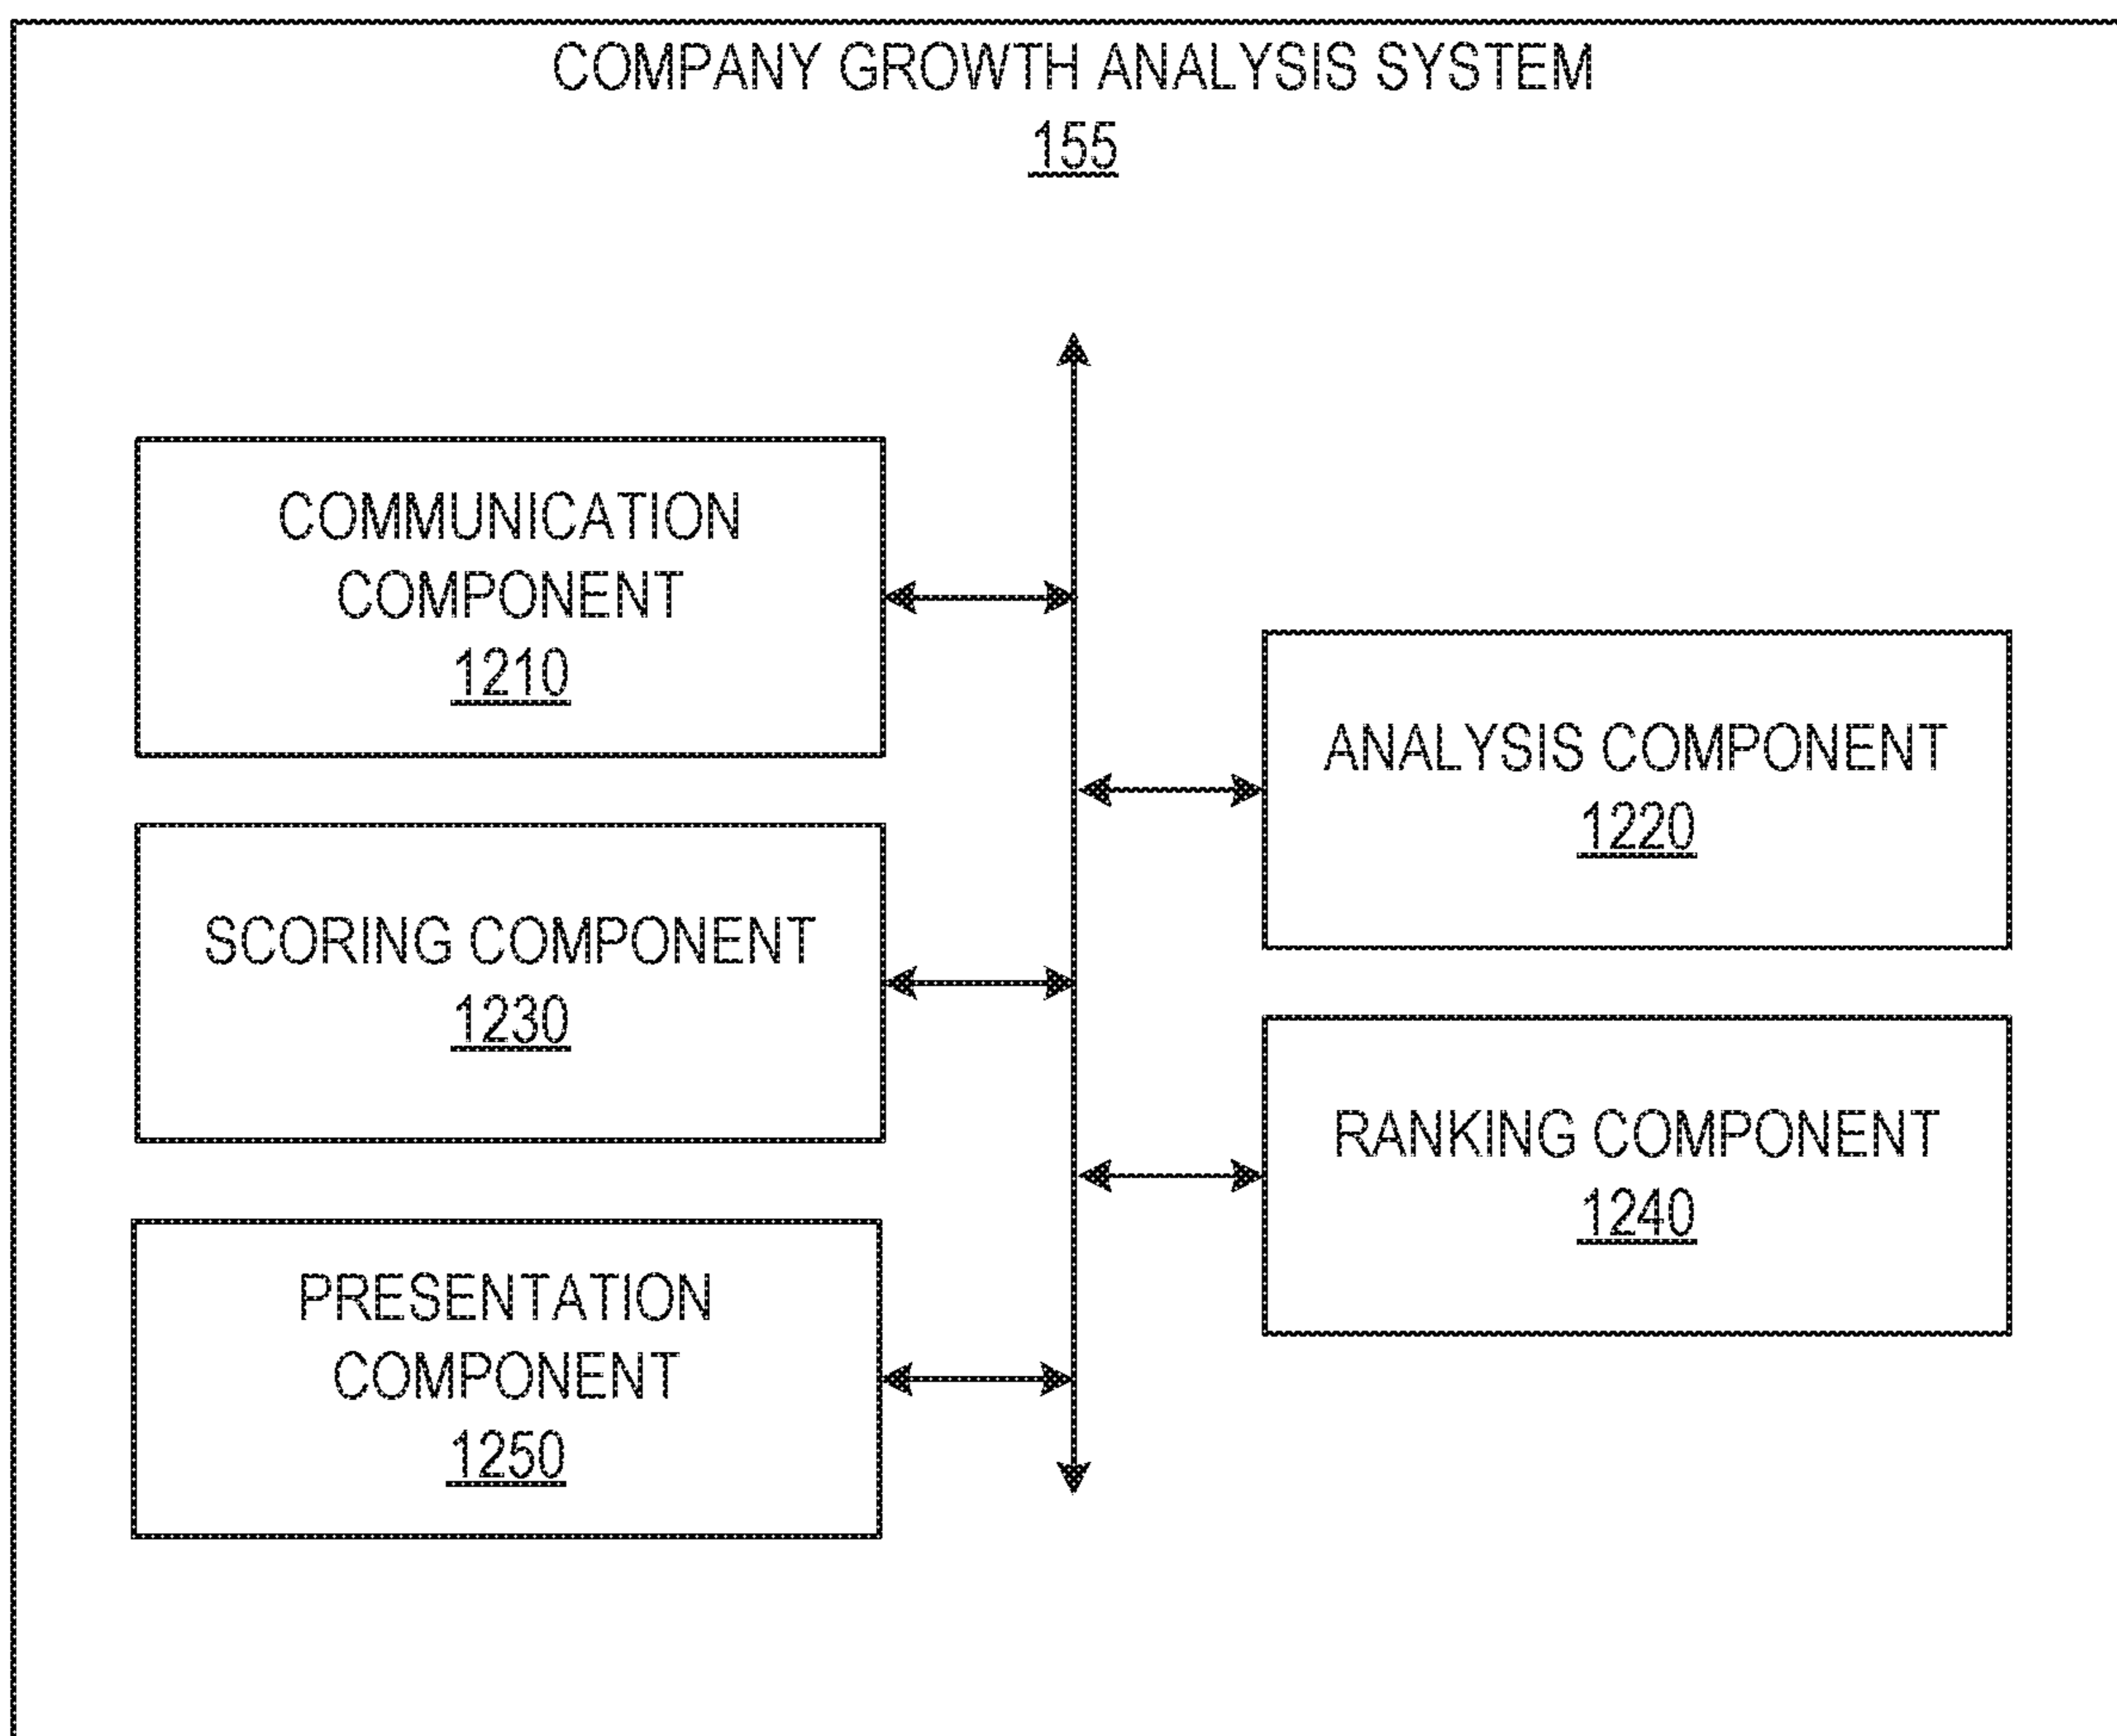 COMPANY GROWTH ANALYSIS SYSTEM
155
COMMUNICATION
COMPONENT
1210
ANALYSIS COMPONENT
1220
SCORING COMPONENT
1230
RANKING COMPONENT
1240
PRESENTATION
COMPONENT
1250